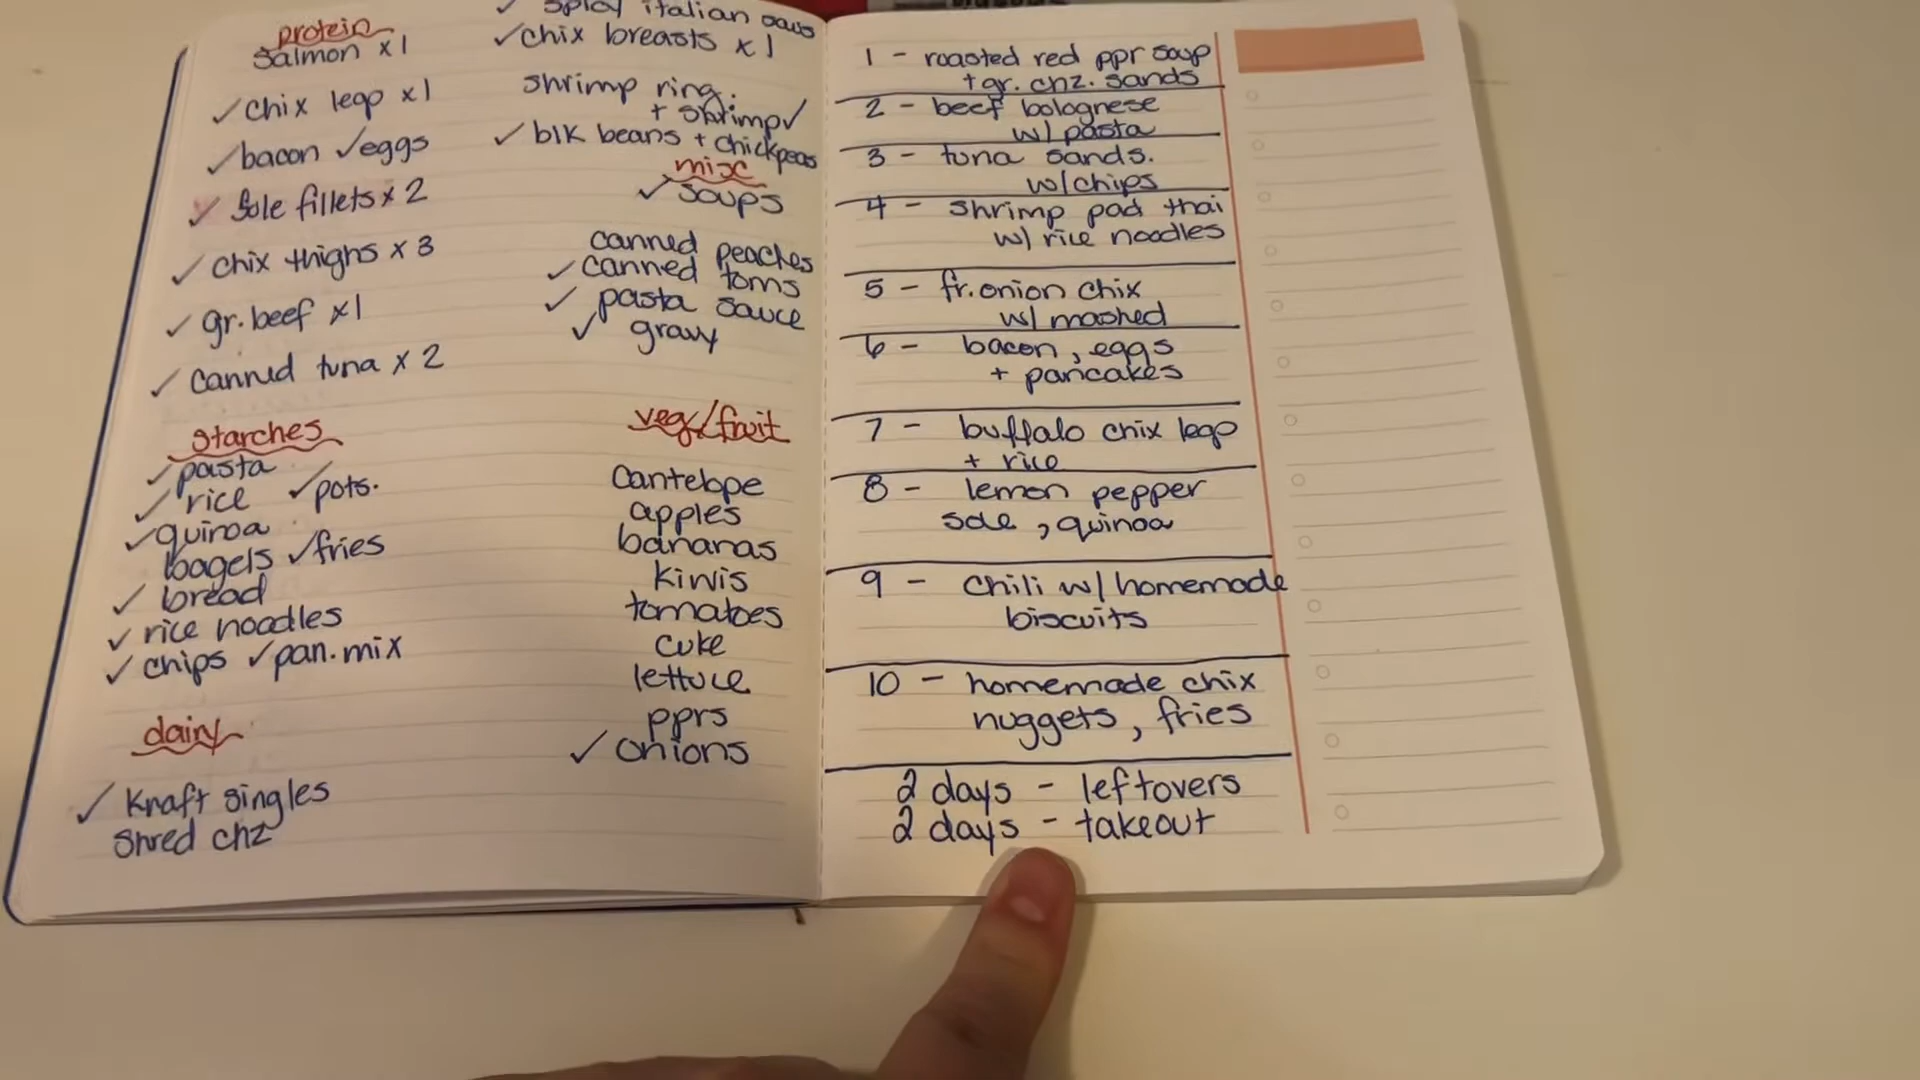 protein
Salmon x1
✓ chix legs x1
✓ bacon ✓ eggs
✓ Sole fillets x 2
✓ chix thighs x 3
✓ gr. beef x1
✓ canned tuna x 2
starches
✓ pasta
✓ rice ✓ pots.
✓ quinoa
bagels ✓ fries
✓ bread
✓ rice noodles
✓ chips ✓ pan. mix
dairy
✓ Kraft singles
Shred chz
✓ spicy italian saus
✓ chix breasts x 1
shrimp ring.
+ shrimp ✓
✓ blk beans + chickpeas
misc
✓ soups
canned peaches
✓ canned toms
✓ pasta sauce
✓ gravy
veg/fruit
Cantelope
apples
bananas
kiwis
tomatoes
cuke
lettuce
pprs
✓ onions
1 - roasted red ppr soup
+ gr. chz. sands
2 - beef bolognese
w/ pasta
3 - tuna sands.
w/ chips
4 - shrimp pad thai
w/ rice noodles
5 - fr. onion chix
w/ mashed
6 - bacon, eggs
+ pancakes
7 - buffalo chix legs
+ rice
8 - lemon pepper
sole, quinoa
9 - chili w/ homemade
biscuits
10 - homemade chix
nuggets, fries
2 days - leftovers
2 days - takeout